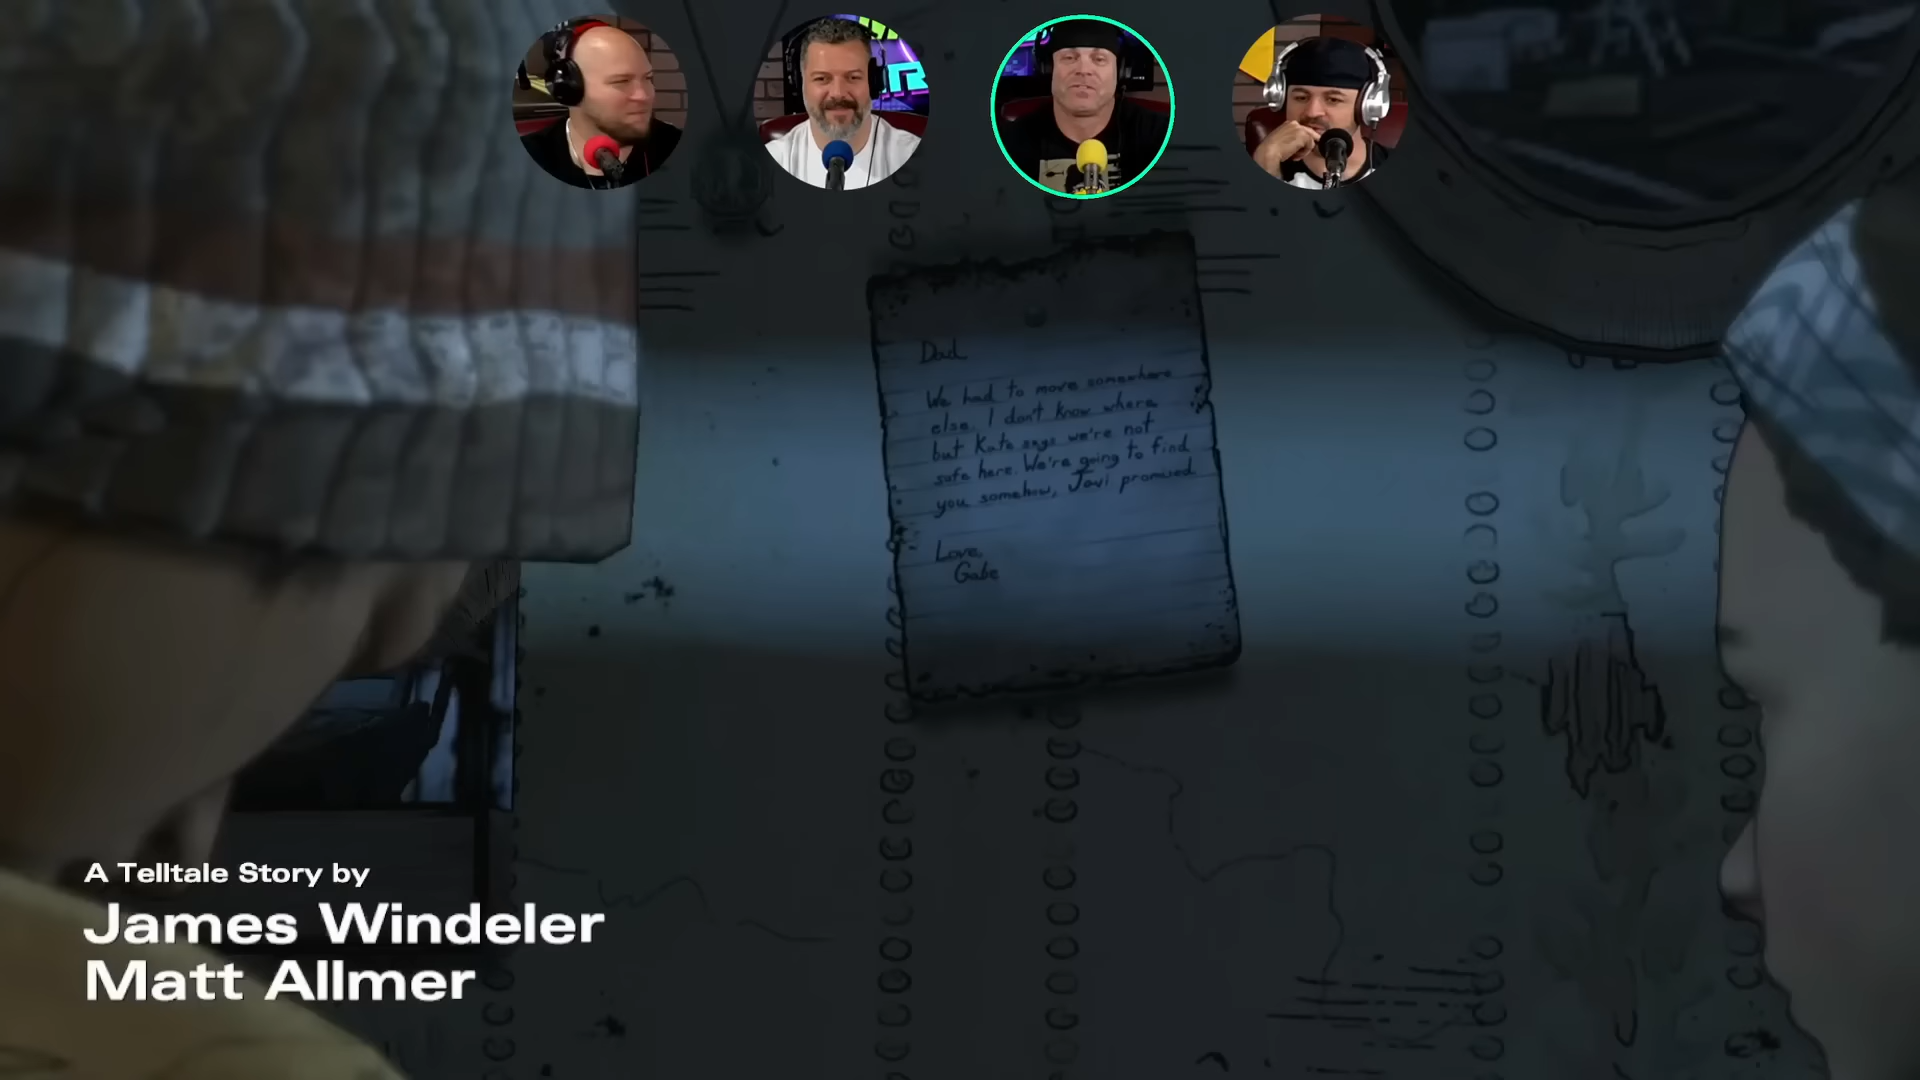 Dad,
We had to move somewhere
else. I don't know where
but Kate says we're not
safe here. We're going to find
you somehow, Javi promised.
Love,
Gabe
A Telltale Story by
James Windeler
Matt Allmer